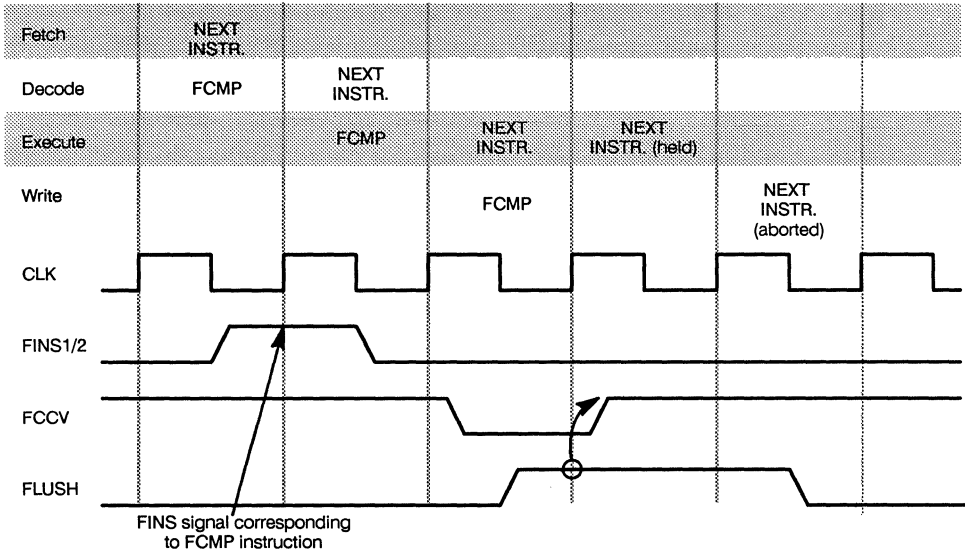 Fetch
NEXT
INSTR.
Decode
FCMP
NEXT
INSTR.
Execute
FCMP
NEXT
INSTR.
NEXT
INSTR. (held)
Write
FCMP
NEXT
INSTR.
(aborted)
CLK
FINS1/2
FCCV
FLUSH
FINS signal corresponding
to FCMP instruction